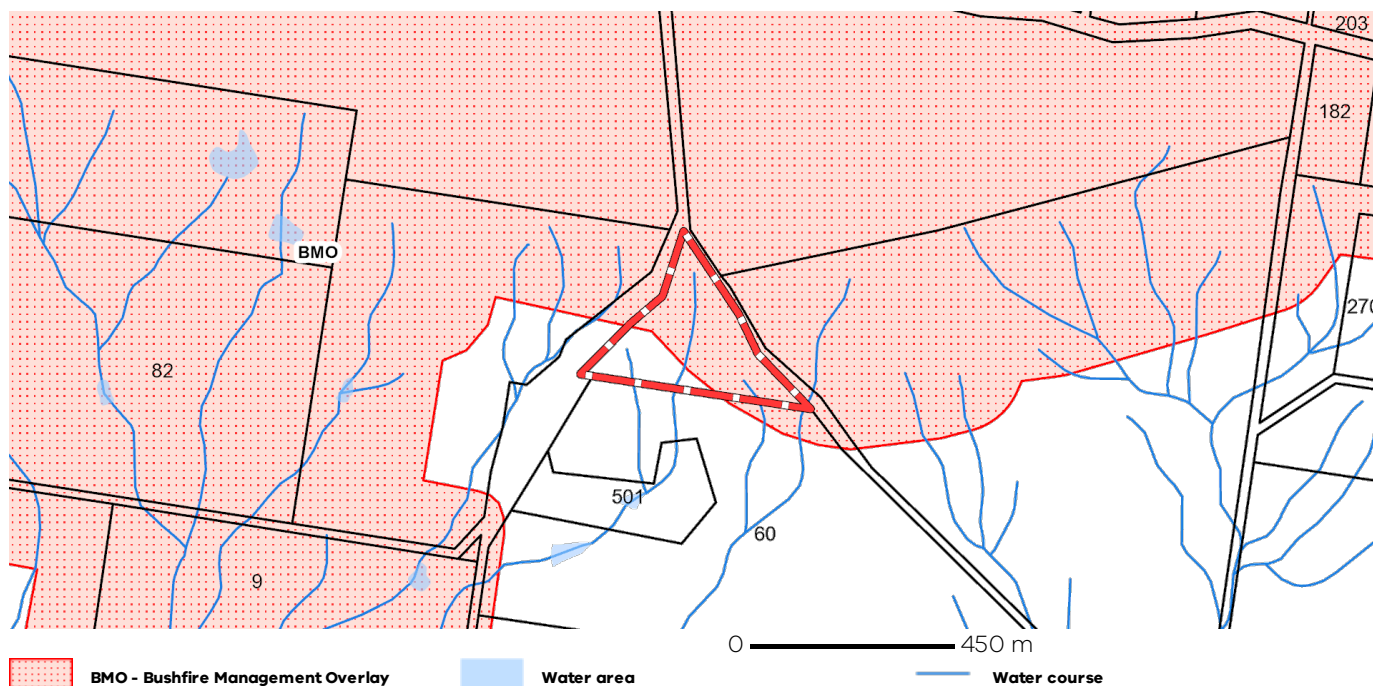 203
182
BMO
270
82
501
60
9
0 450 m
BMO - Bushfire Management Overlay
Water area
Water course